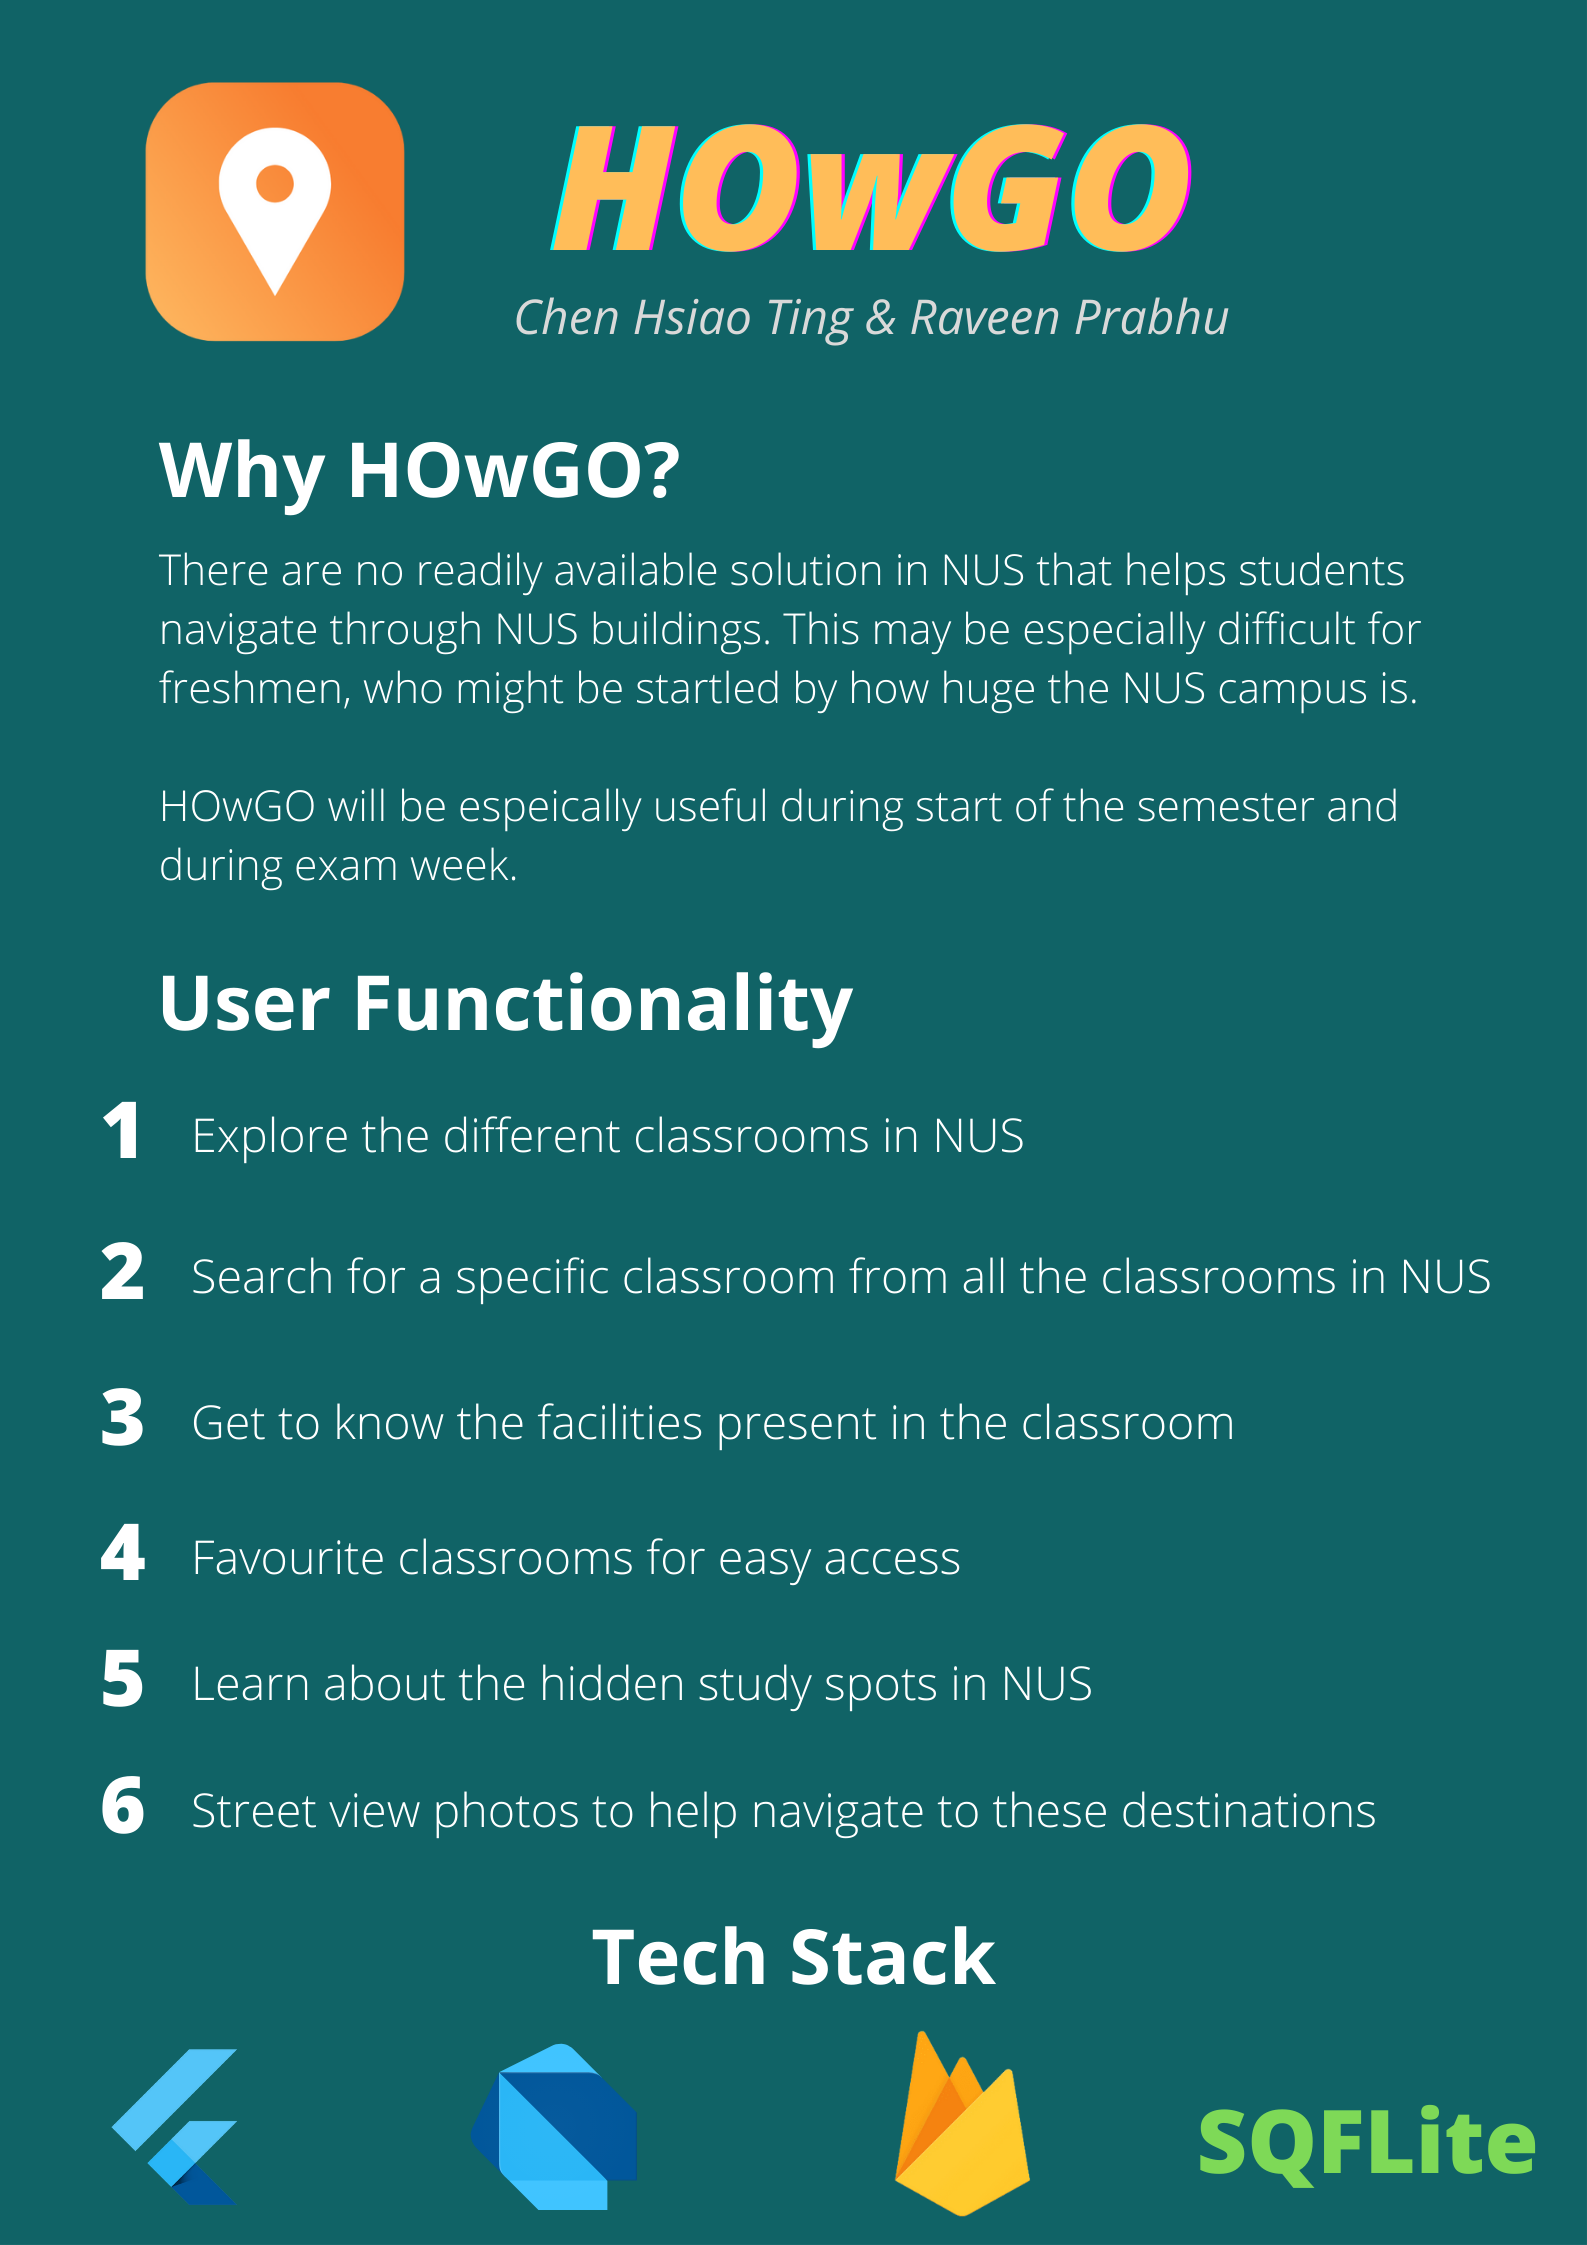 HOwGO
Chen Hsiao Ting & Raveen Prabhu
Why HOwGO?
There are no readily available solution in NUS that helps students
navigate through NUS buildings. This may be especially difficult for
freshmen, who might be startled by how huge the NUS campus is.
HOwGO will be espeically useful during start of the semester and
during exam week.
User Functionality
1 Explore the different classrooms in NUS
2 Search for a specific classroom from all the classrooms in NUS
3 Get to know the facilities present in the classroom
4 Favourite classrooms for easy access
5 Learn about the hidden study spots in NUS
6 Street view photos to help navigate to these destinations
Tech Stack
SQFLite